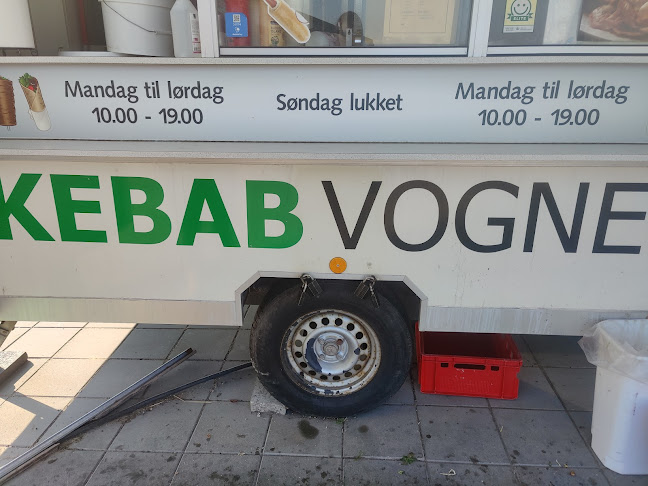 Mandag til lørdag
10.00 - 19.00
Søndag lukket
Mandag til lørdag
10.00 - 19.00
KEBAB VOGNE